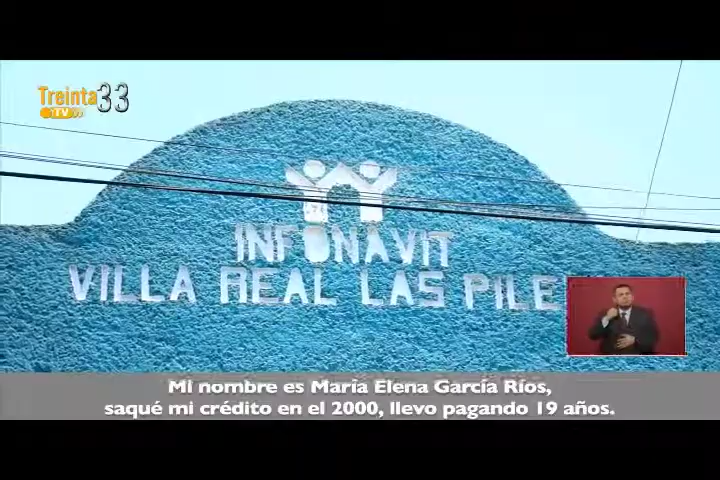 Treinta33
TV
INFONAVIT
VILLA REAL LAS PILE
Mi nombre es María Elena García Ríos,
saqué mi crédito en el 2000, llevo pagando 19 años.